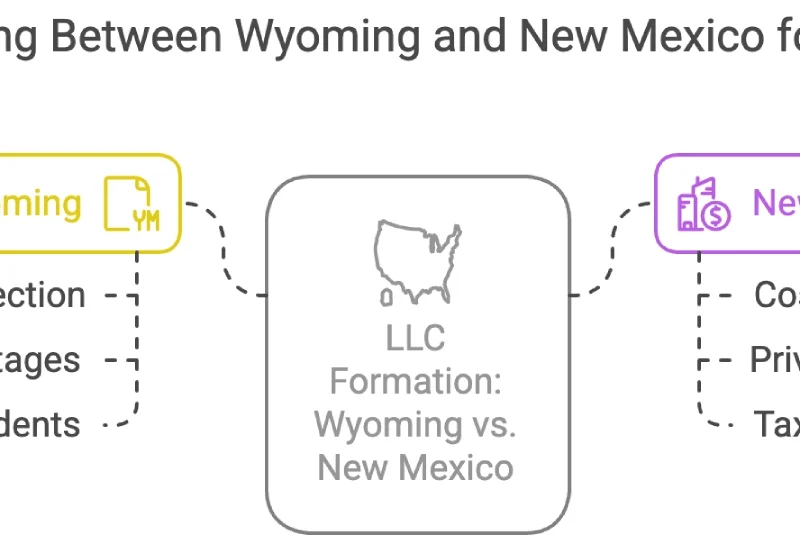 ng Between Wyoming and New Mexico fo
oming
YM
ection
tages
dents
LLC
Formation:
Wyoming vs.
New Mexico
$
New
Cos
Priv
Tax